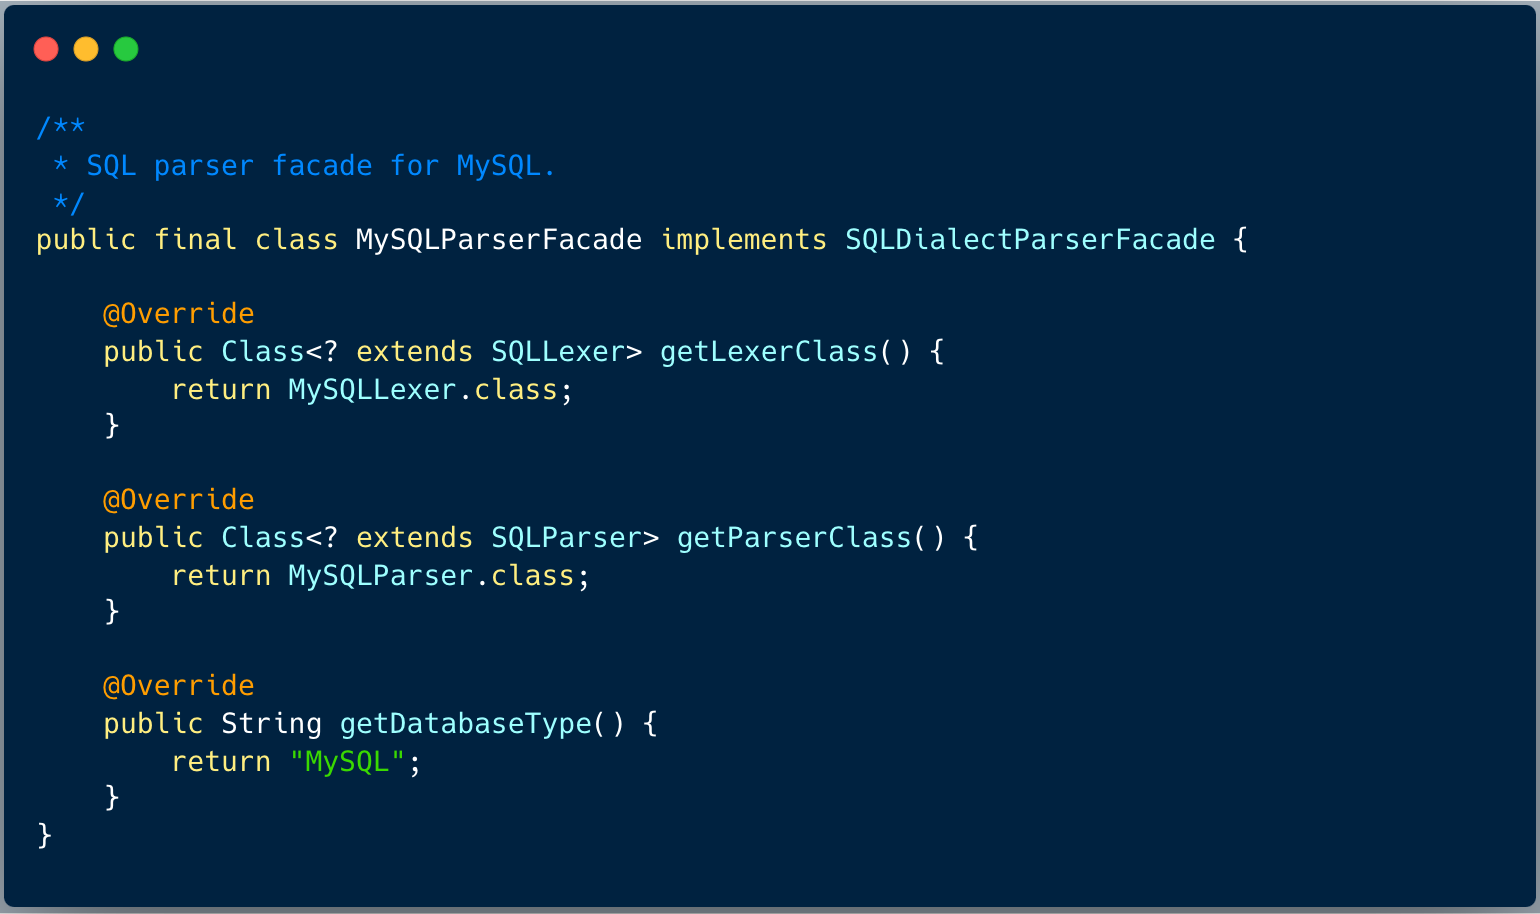 /**
 * SQL parser facade for MySQL.
 */
public final class MySQLParserFacade implements SQLDialectParserFacade {
    @Override
    public Class<? extends SQLLexer> getLexerClass() {
        return MySQLLexer.class;
    }
    @Override
    public Class<? extends SQLParser> getParserClass() {
        return MySQLParser.class;
    }
    @Override
    public String getDatabaseType() {
        return "MySQL";
    }
}